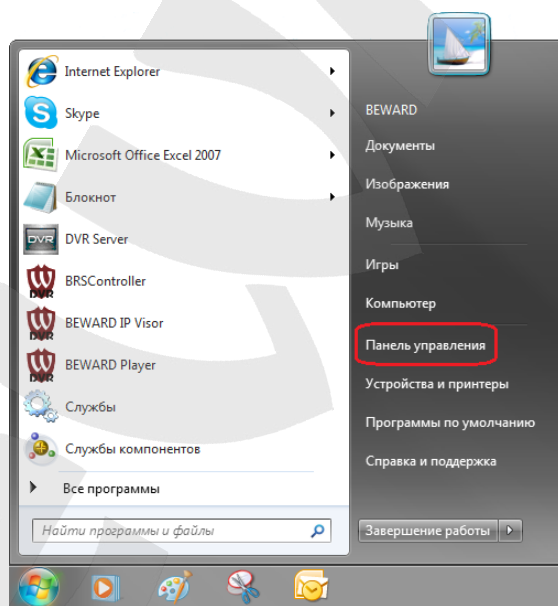 Internet Explorer
Skype
Microsoft Office Excel 2007
Блокнот
DVR Server
BRSController
BEWARD IP Visor
BEWARD Player
Службы
Службы компонентов
Все программы
Найти программы и файлы
BEWARD
Документы
Изображения
Музыка
Игры
Компьютер
Панель управления
Устройства и принтеры
Программы по умолчанию
Справка и поддержка
Завершение работы